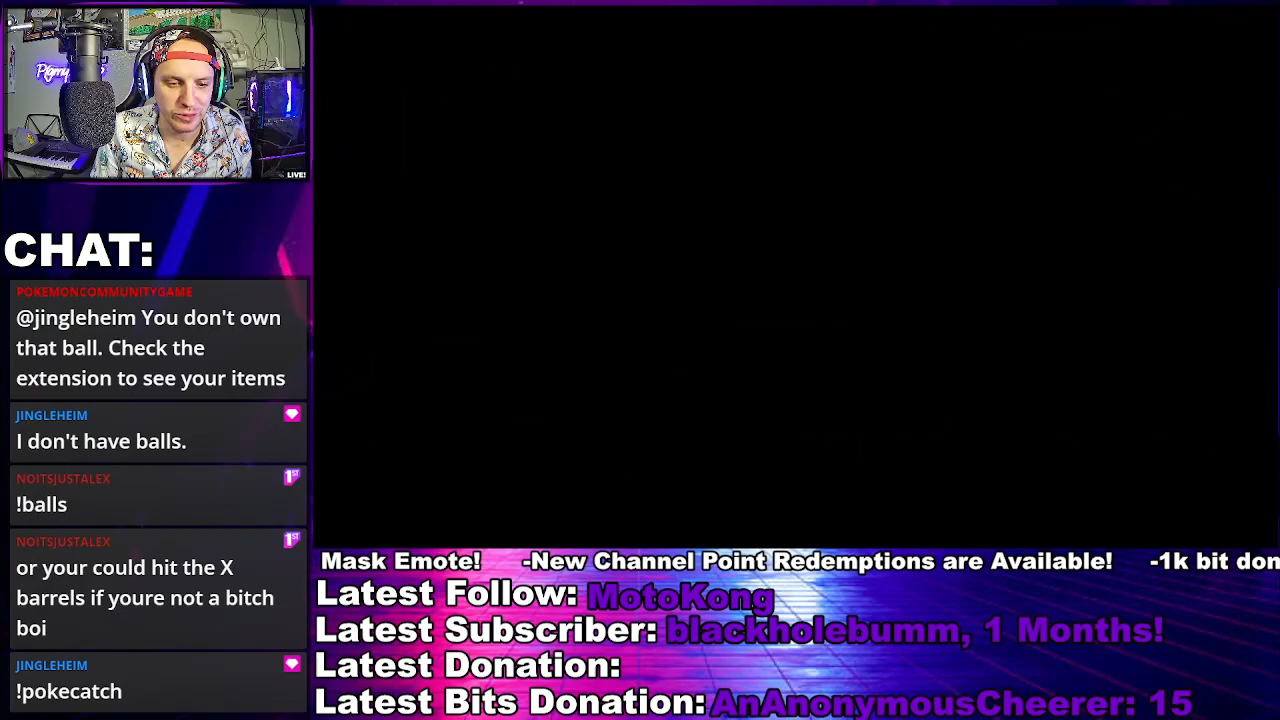 LIVE!
CHAT:
POKEMONCOMMUNITYGAME
@jingleheim You don't own
that ball. Check the
extension to see your items
JINGLEHEIM
I don't have balls.
NOITSJUSTALEX
1ST
!balls
NOITSJUSTALEX
1ST
or your could hit the X
barrels if youre not a bitch
boi
JINGLEHEIM
!pokecatch
Mask Emote! -New Channel Point Redemptions are Available! -1k bit don
Latest Follow: MotoKong
Latest Subscriber: blackholebumm, 1 Months!
Latest Donation:
Latest Bits Donation: AnAnonymousCheerer: 15